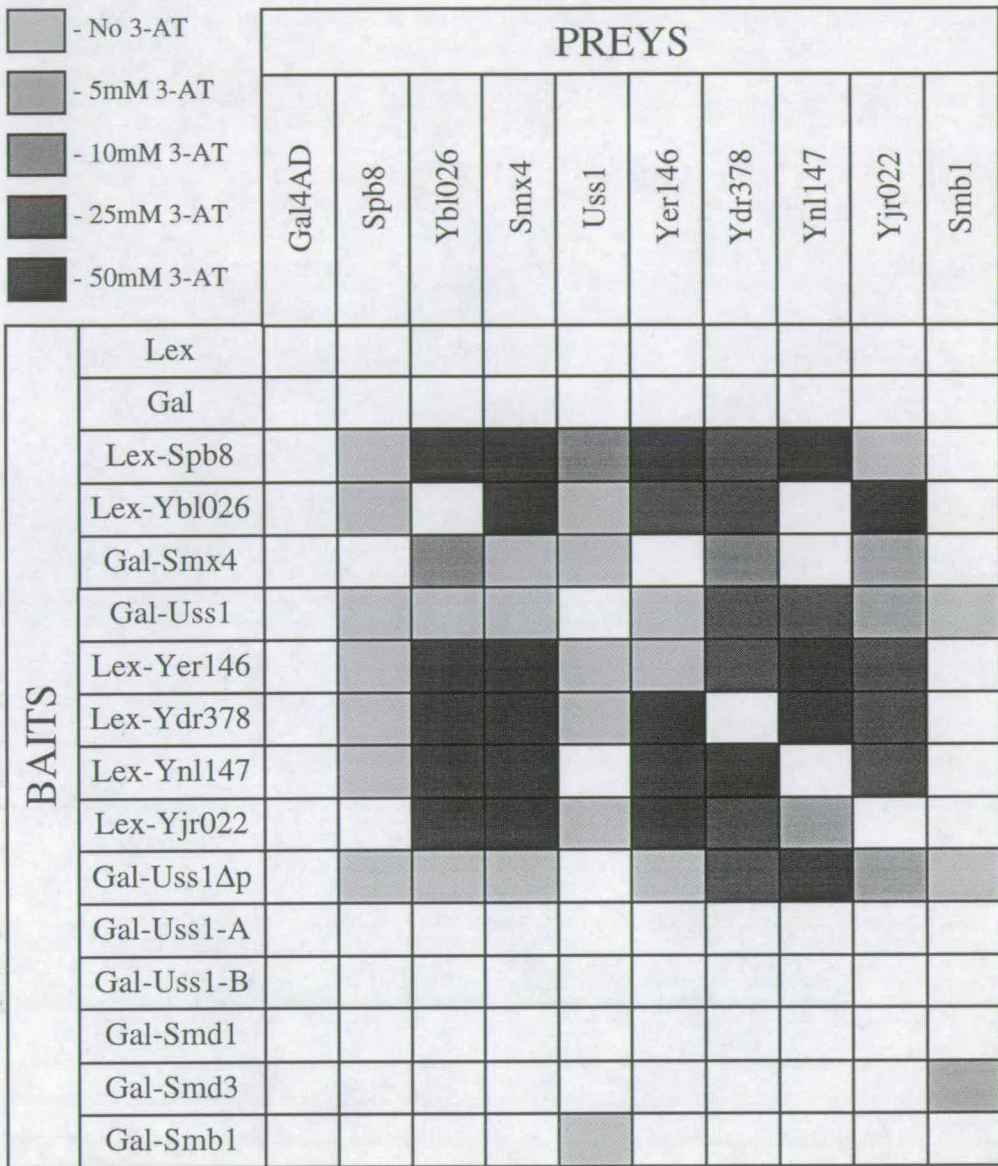 - No 3-AT
- 5mM 3-AT
- 10mM 3-AT
- 25mM 3-AT
- 50mM 3-AT
PREYS
Gal4AD
Spb8
Ybl026
Smx4
Uss1
Yer146
Ydr378
Ynl147
Yjr022
Smb1
BAITS
Lex
Gal
Lex-Spb8
Lex-Ybl026
Gal-Smx4
Gal-Uss1
Lex-Yer146
Lex-Ydr378
Lex-Ynl147
Lex-Yjr022
Gal-Uss1Δp
Gal-Uss1-A
Gal-Uss1-B
Gal-Smd1
Gal-Smd3
Gal-Smb1